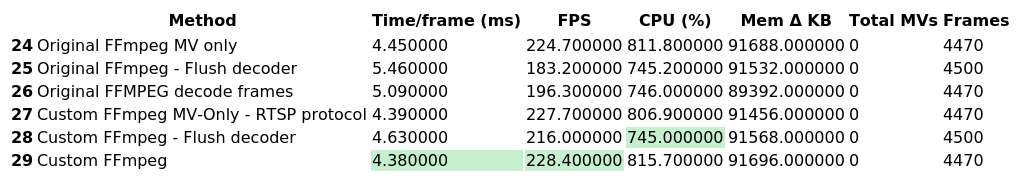 Method Time/frame (ms) FPS CPU (%) Mem Δ KB Total MVs Frames
24 Original FFmpeg MV only 4.450000 224.700000 811.800000 91688.000000 0 4470
25 Original FFmpeg - Flush decoder 5.460000 183.200000 745.200000 91532.000000 0 4500
26 Original FFMPEG decode frames 5.090000 196.300000 746.000000 89392.000000 0 4470
27 Custom FFmpeg MV-Only - RTSP protocol 4.390000 227.700000 806.900000 91456.000000 0 4470
28 Custom FFmpeg - Flush decoder 4.630000 216.000000 745.000000 91568.000000 0 4500
29 Custom FFmpeg 4.380000 228.400000 815.700000 91696.000000 0 4470